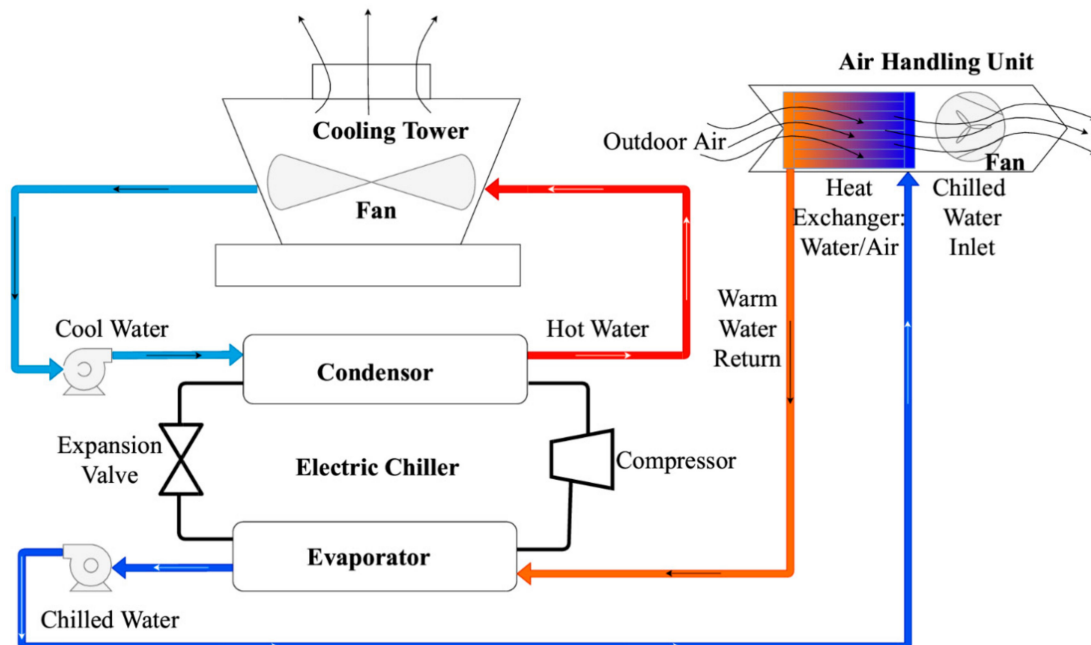 Air Handling Unit
Cooling Tower
Outdoor Air
Fan
Fan
Heat
Exchanger:
Water/Air
Chilled
Water
Inlet
Cool Water
Hot Water
Warm
Water
Return
Condensor
Expansion
Valve
Electric Chiller
Compressor
Evaporator
Chilled Water